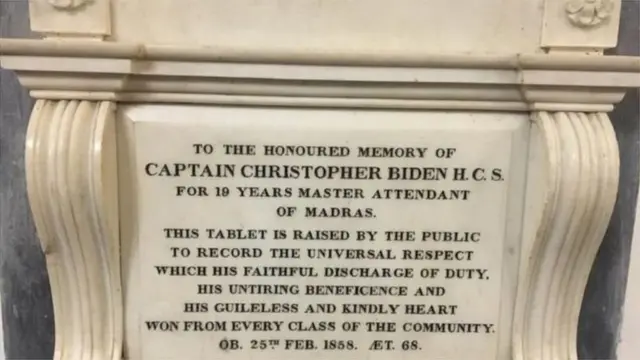 TO THE HONOURED MEMORY OF
CAPTAIN CHRISTOPHER BIDEN H.C.S.
FOR 19 YEARS MASTER ATTENDANT
OF MADRAS.
THIS TABLET IS RAISED BY THE PUBLIC
TO RECORD THE UNIVERSAL RESPECT
WHICH HIS FAITHFUL DISCHARGE OF DUTY,
HIS UNTIRING BENEFICENCE AND
HIS GUILELESS AND KINDLY HEART
WON FROM EVERY CLASS OF THE COMMUNITY.
OB. 25TH FEB. 1858. ÆT. 68.